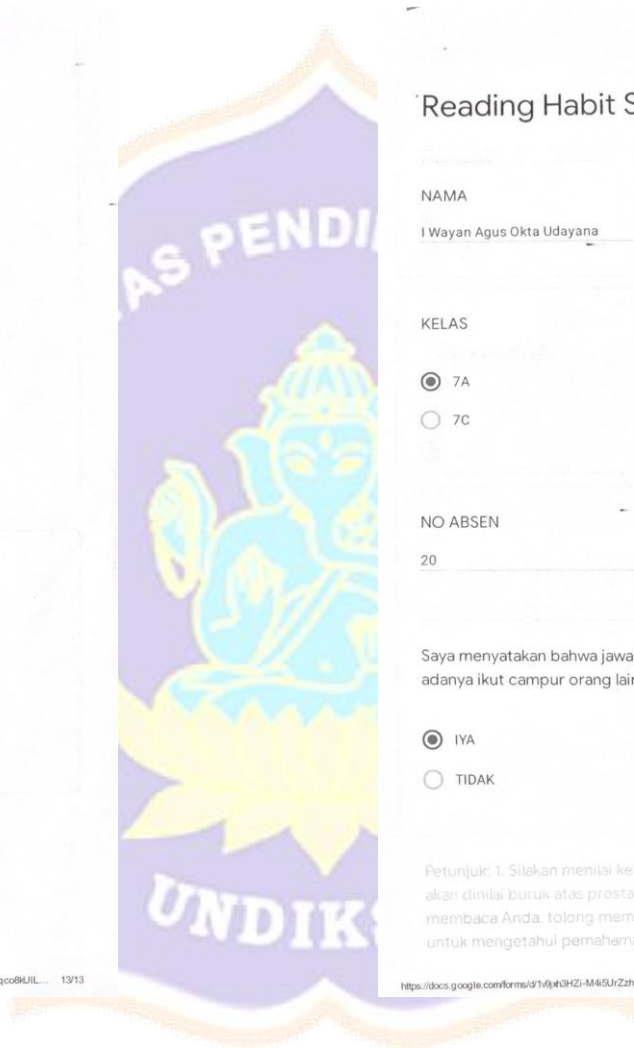 Reading Habit S
NAMA
I Wayan Agus Okta Udayana
KELAS
7A
7C
NO ABSEN
20
Saya menyatakan bahwa jawa
adanya ikut campur orang lain
IYA
TIDAK
Petunjuk: 1. Silakan menilai ke
akan dinilai buruk atas presta
membaca Anda, tolong mem
untuk mengetahui pemaham
13/13
AS PENDI
UNDIKS